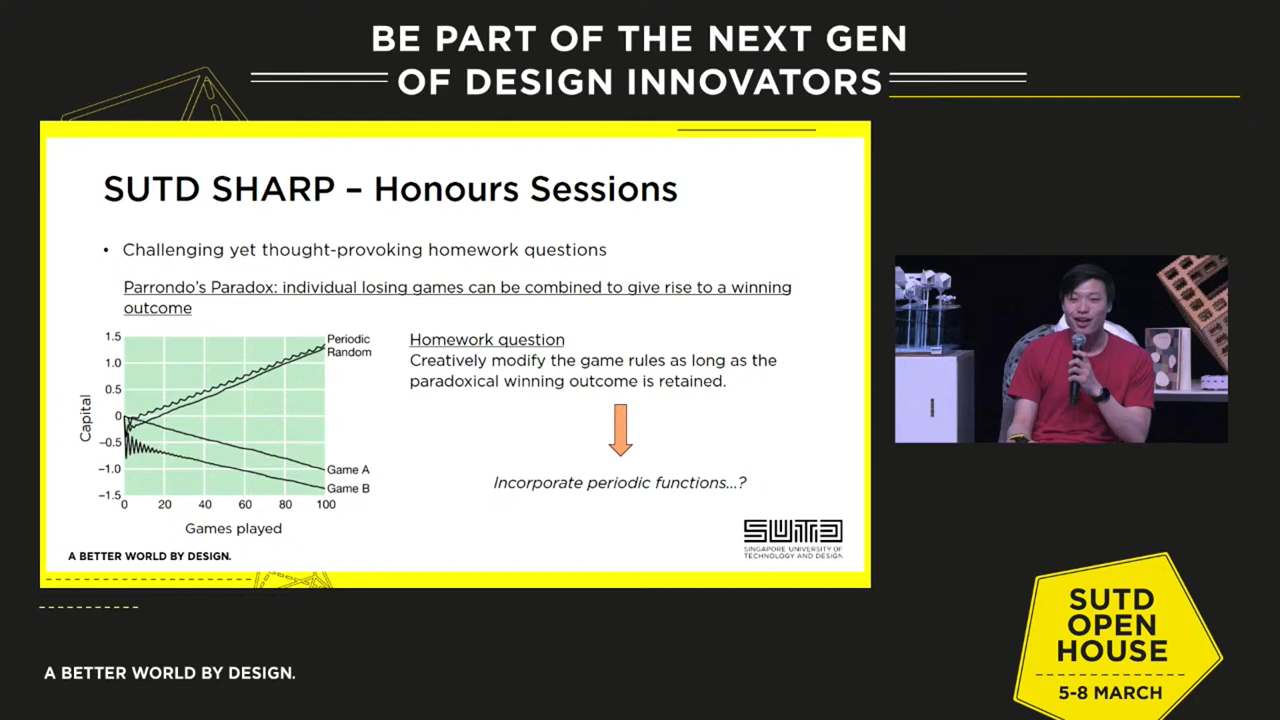 BE PART OF THE NEXT GEN
OF DESIGN INNOVATORS
SUTD SHARP – Honours Sessions
• Challenging yet thought-provoking homework questions
Parrondo's Paradox: individual losing games can be combined to give rise to a winning
outcome
1.5
1.0
0.5
0
−0.5
−1.0
−1.5
Capital
0 20 40 60 80 100
Games played
Periodic
Random
Game A
Game B
Homework question
Creatively modify the game rules as long as the
paradoxical winning outcome is retained.
Incorporate periodic functions...?
A BETTER WORLD BY DESIGN.
SUTD
SINGAPORE UNIVERSITY OF
TECHNOLOGY AND DESIGN
SUTD
OPEN
HOUSE
5-8 MARCH
A BETTER WORLD BY DESIGN.